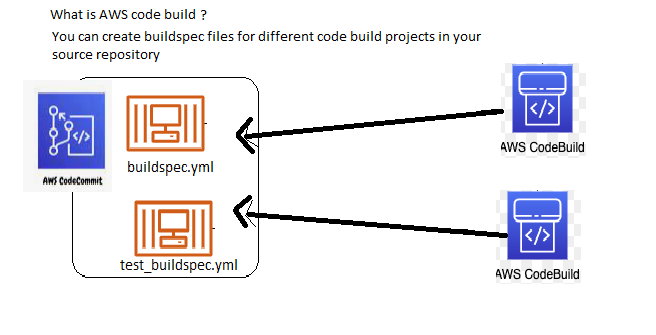 What is AWS code build ?
You can create buildspec files for different code build projects in your
source repository
buildspec.yml
AWS CodeBuild
AWS CodeCommit
test_buildspec.yml
AWS CodeBuild